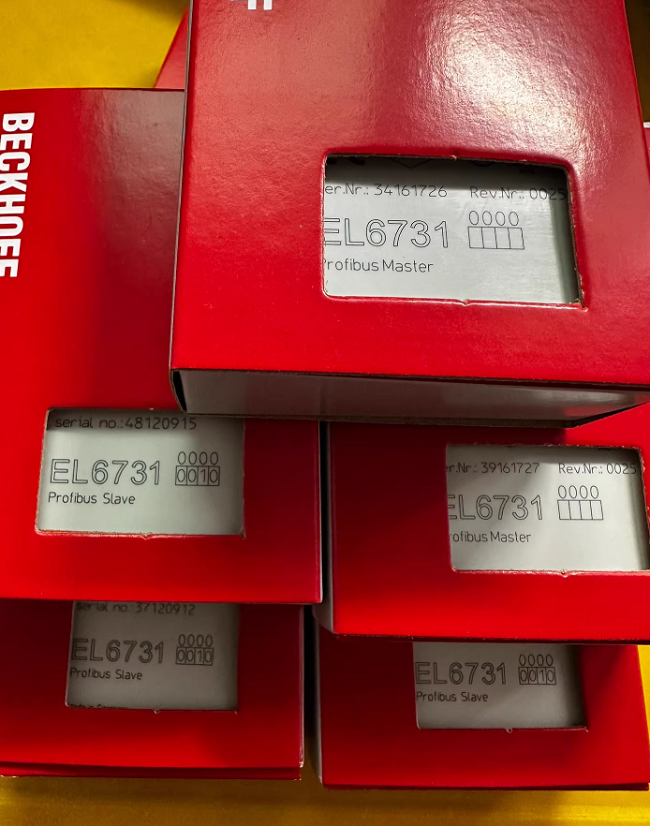 BECKHOFF
er.Nr.: 34161726 Rev.Nr.: 0025
EL6731 0000
Profibus Master
serial no.:48120915
EL6731 0000
0010
Profibus Slave
r.Nr.: 39161727 Rev.Nr.: 0025
EL6731 0000
ofibus Master
serial no.:37120912
EL6731 0000
0010
Profibus Slave
EL6731 0000
0010
Profibus Slave